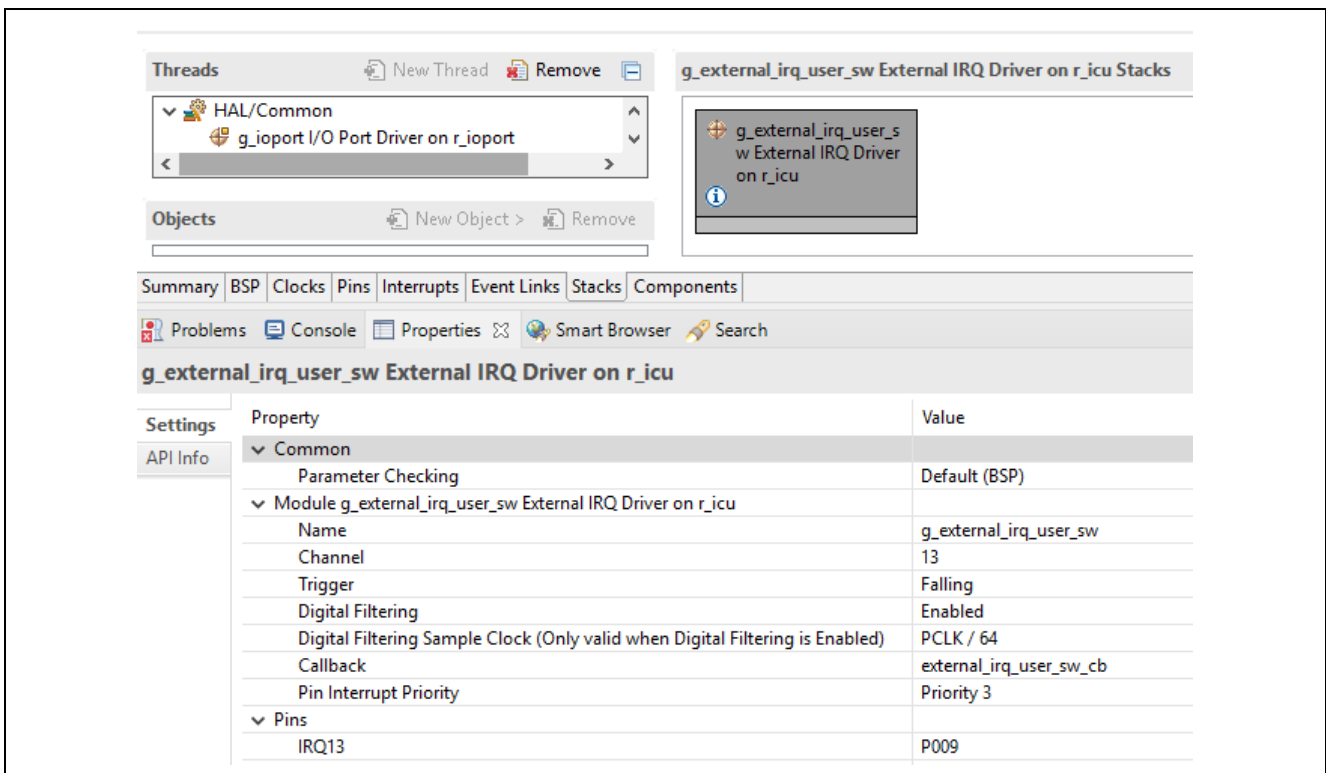 Threads New Thread Remove
HAL/Common
g_ioport I/O Port Driver on r_ioport
Objects New Object > Remove
g_external_irq_user_sw External IRQ Driver on r_icu Stacks
g_external_irq_user_s
w External IRQ Driver
on r_icu
Summary BSP Clocks Pins Interrupts Event Links Stacks Components
Problems Console Properties Smart Browser Search
g_external_irq_user_sw External IRQ Driver on r_icu
Settings
API Info
Property Value
Common
Parameter Checking Default (BSP)
Module g_external_irq_user_sw External IRQ Driver on r_icu
Name g_external_irq_user_sw
Channel 13
Trigger Falling
Digital Filtering Enabled
Digital Filtering Sample Clock (Only valid when Digital Filtering is Enabled) PCLK / 64
Callback external_irq_user_sw_cb
Pin Interrupt Priority Priority 3
Pins
IRQ13 P009